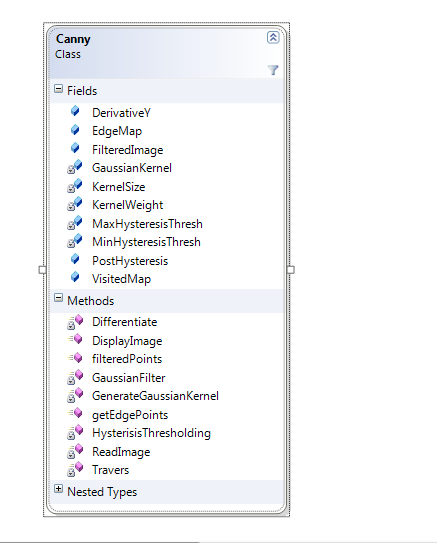 Canny
Class
Fields
DerivativeY
EdgeMap
FilteredImage
GaussianKernel
KernelSize
KernelWeight
MaxHysteresisThresh
MinHysteresisThresh
PostHysteresis
VisitedMap
Methods
Differentiate
DisplayImage
filteredPoints
GaussianFilter
GenerateGaussianKernel
getEdgePoints
HysterisisThresholding
ReadImage
Travers
Nested Types